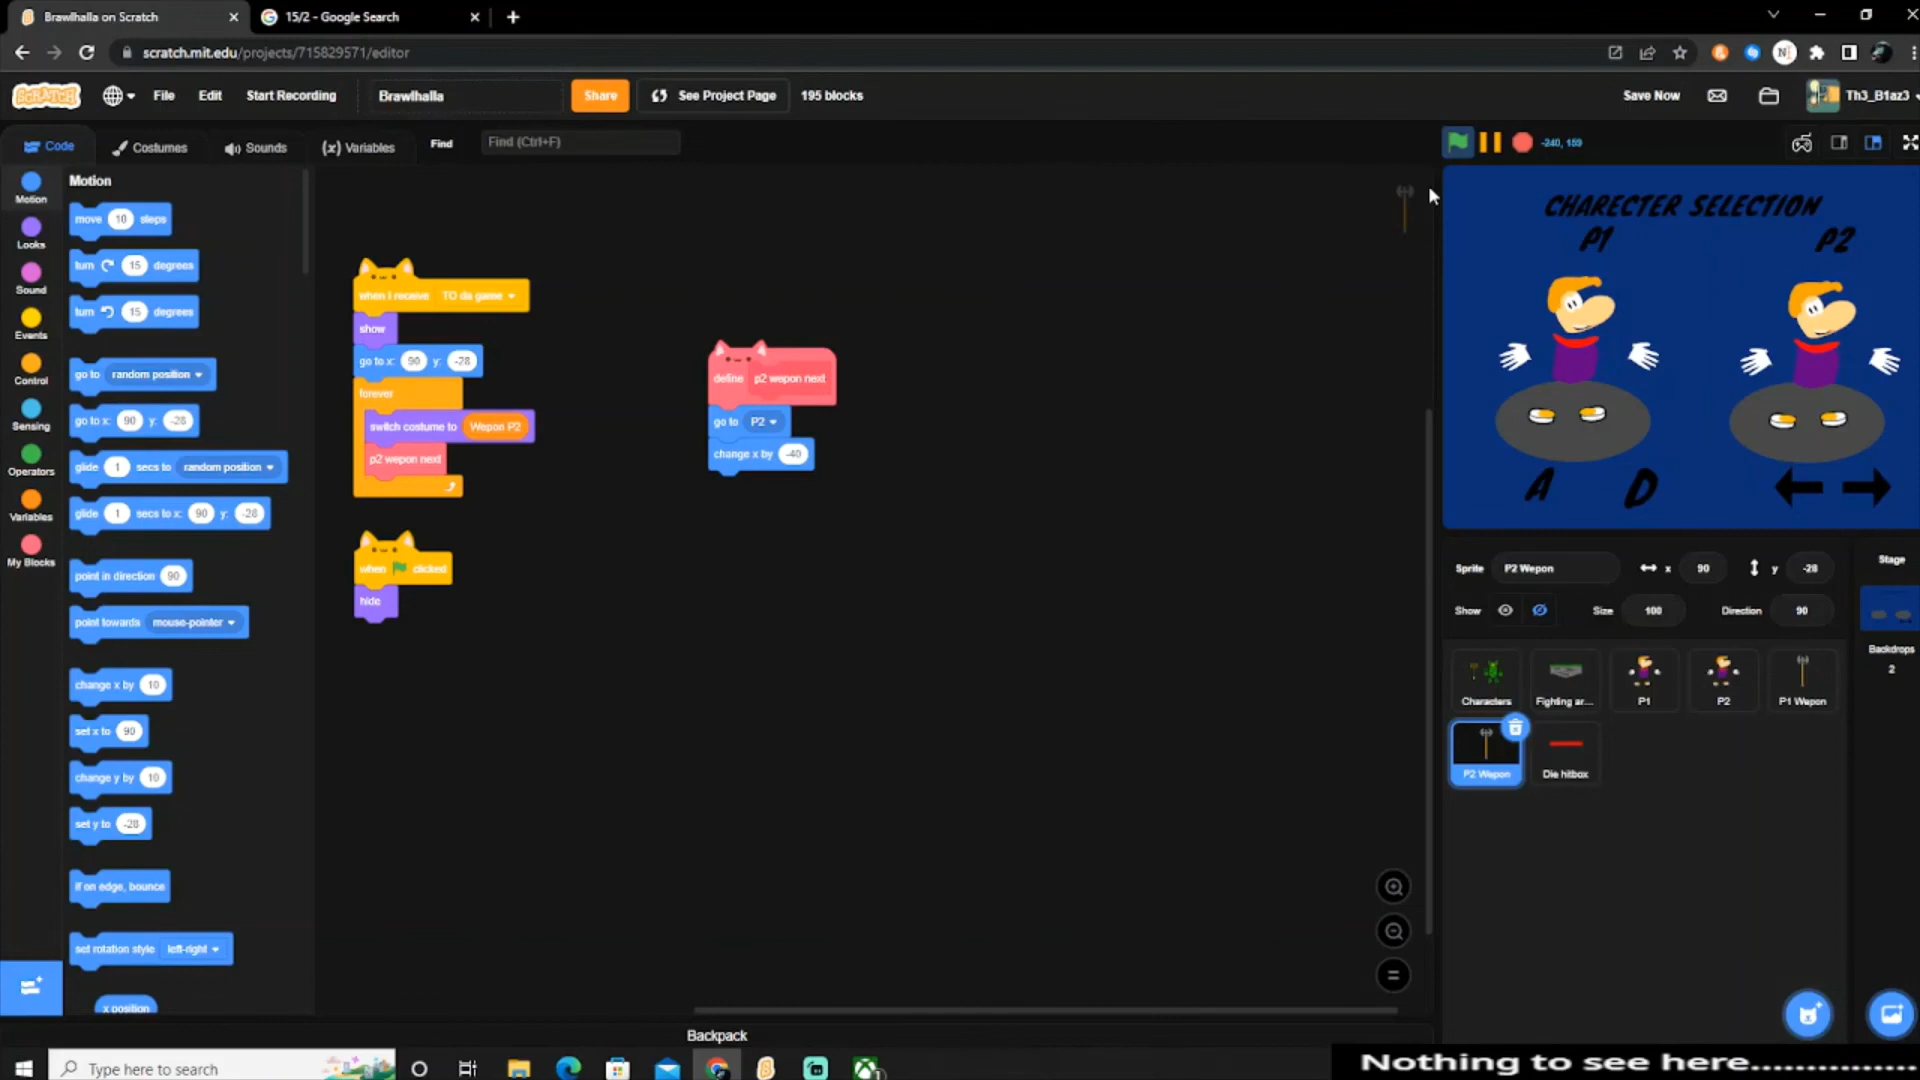 Brawlhalla on Scratch
15/2 - Google Search
scratch.mit.edu/projects/715829571/editor
SCRATCH
File
Edit
Start Recording
Brawlhalla
Share
See Project Page
195 blocks
Save Now
Th3_B1az3
Code
Costumes
Sounds
(x) Variables
Find
Find (Ctrl+F)
-240, 159
Motion
Looks
Sound
Events
Control
Sensing
Operators
Variables
My Blocks
Motion
move 10 steps
turn 15 degrees
turn 15 degrees
go to random position
go to x: 90 y: -28
glide 1 secs to random position
glide 1 secs to x: 90 y: -28
point in direction 90
point towards mouse-pointer
change x by 10
set x to 90
change y by 10
set y to -28
if on edge, bounce
set rotation style left-right
x position
when I receive TO da game
show
go to x: 90 y: -28
forever
switch costume to Wepon P2
p2 wepon next
when clicked
hide
define p2 wepon next
go to P2
change x by -40
CHARECTER SELECTION
P1 P2
A D
Sprite P2 Wepon x 90 y -28
Show Size 100 Direction 90
Stage
Backdrops
2
Characters
Fighting ar...
P1
P2
P1 Wepon
P2 Wepon
Die hitbox
Backpack
Type here to search
1
Nothing to see here..............